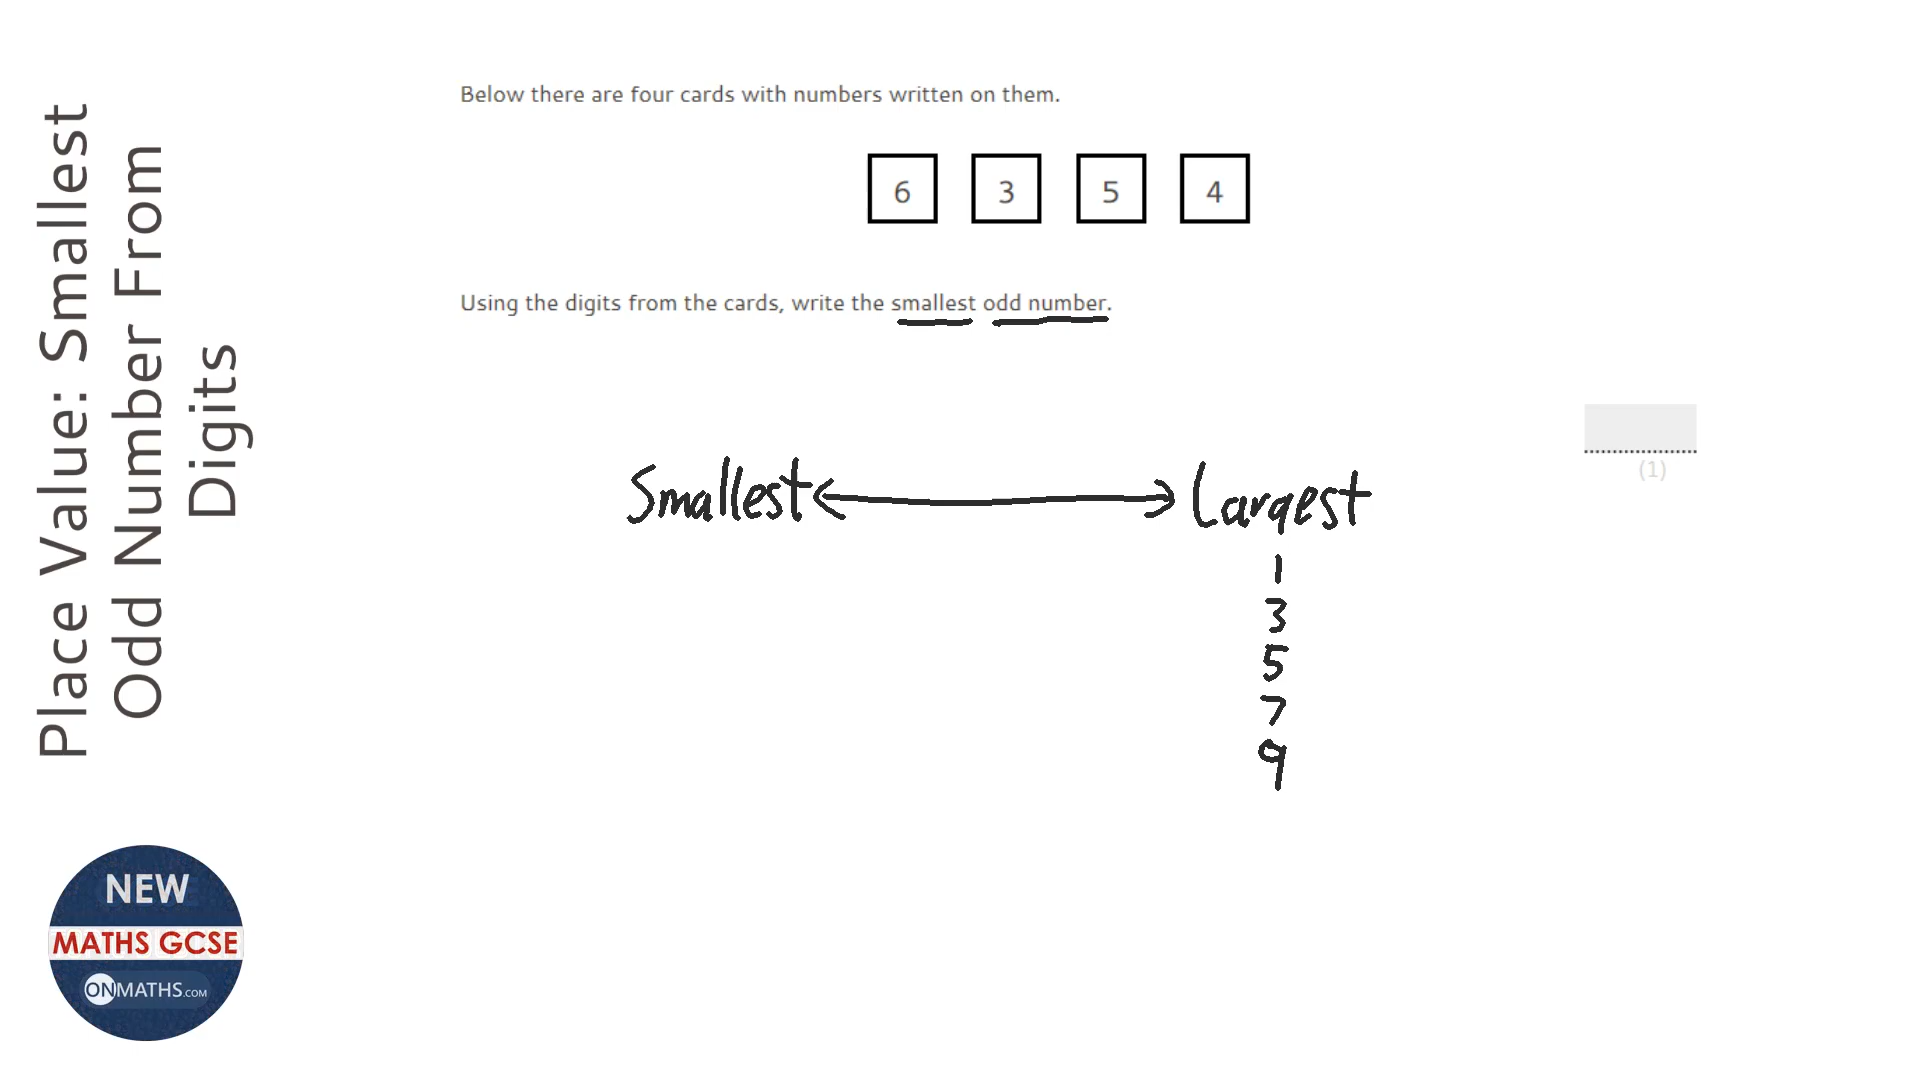 Place Value: Smallest
Odd Number From
Digits
Below there are four cards with numbers written on them.
6 3 5 4
Using the digits from the cards, write the smallest odd number.
(1)
Smallest Largest
1
3
5
7
9
NEW
MATHS GCSE
ONMATHS.COM